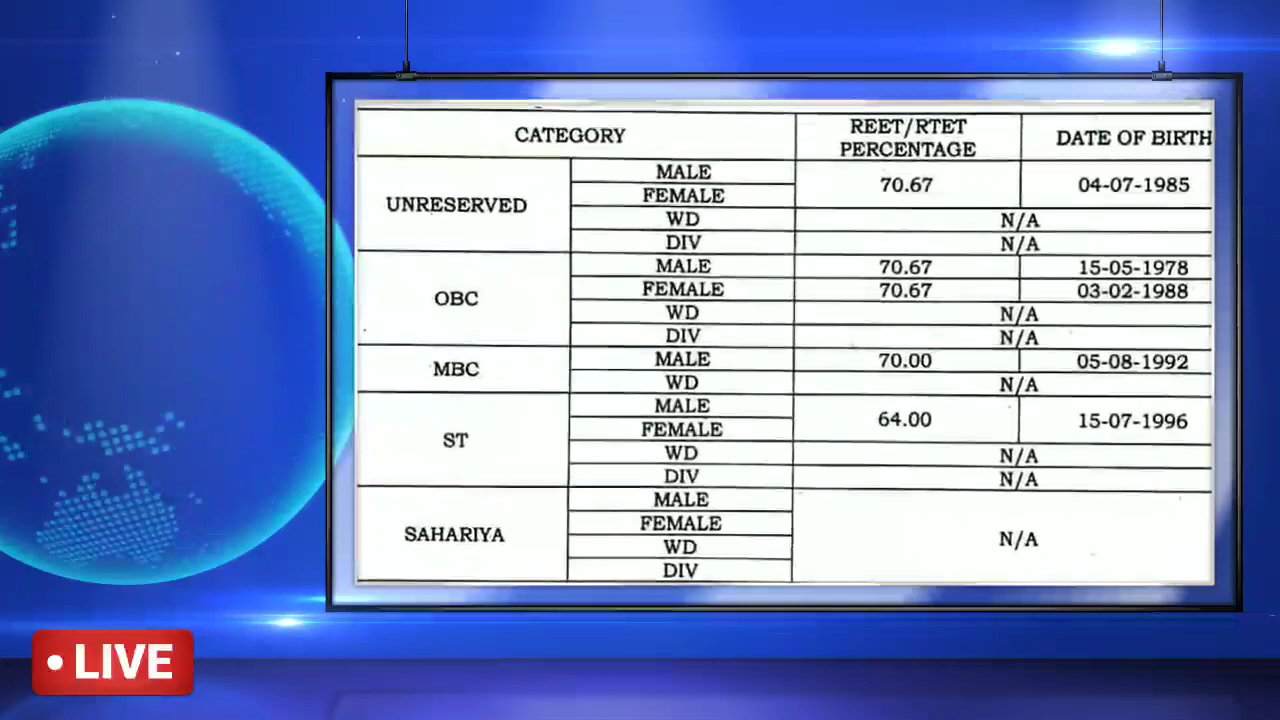 CATEGORY REET/RTET PERCENTAGE DATE OF BIRTH
UNRESERVED MALE 70.67 04-07-1985
FEMALE
WD N/A
DIV N/A
OBC MALE 70.67 15-05-1978
FEMALE 70.67 03-02-1988
WD N/A
DIV N/A
MBC MALE 70.00 05-08-1992
WD N/A
ST MALE 64.00 15-07-1996
FEMALE
WD N/A
DIV N/A
SAHARIYA MALE N/A
FEMALE
WD
DIV
LIVE